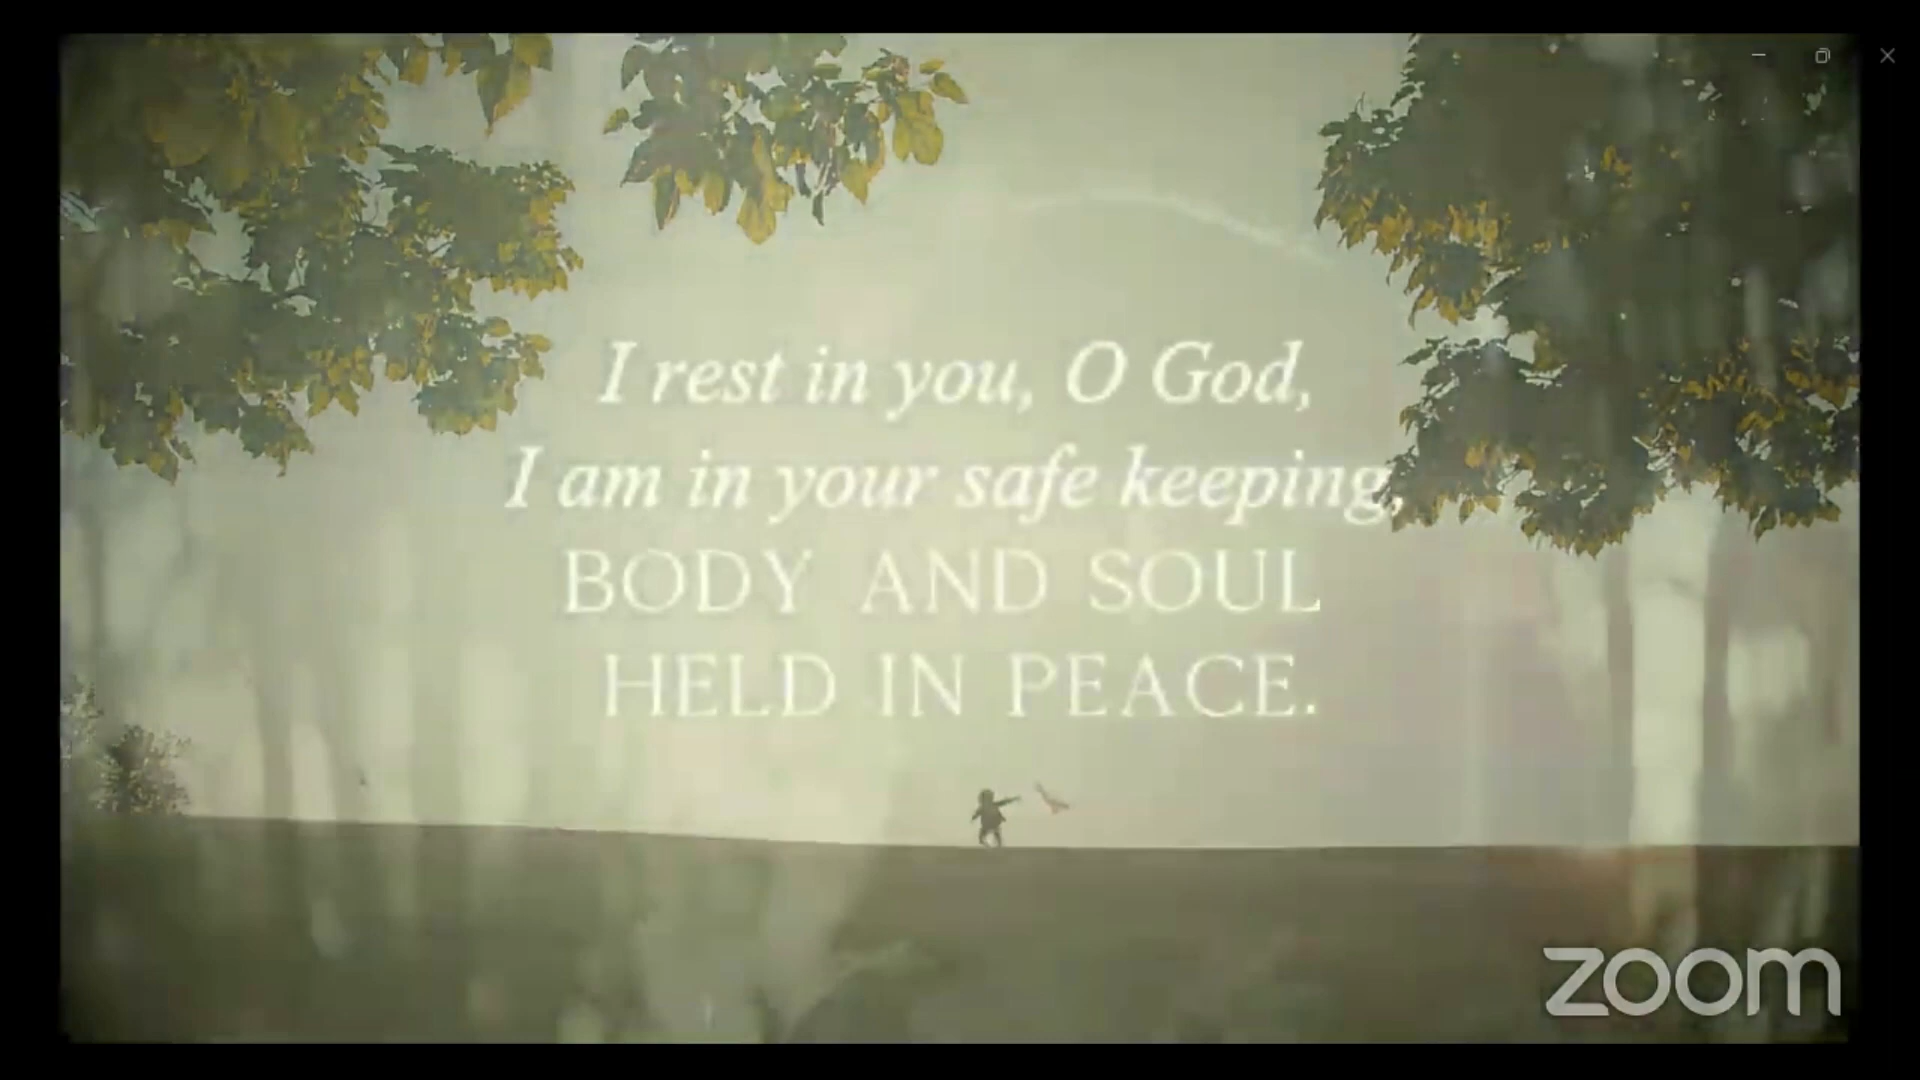 I rest in you, O God,
I am in your safe keeping,
BODY AND SOUL
HELD IN PEACE.
zoom